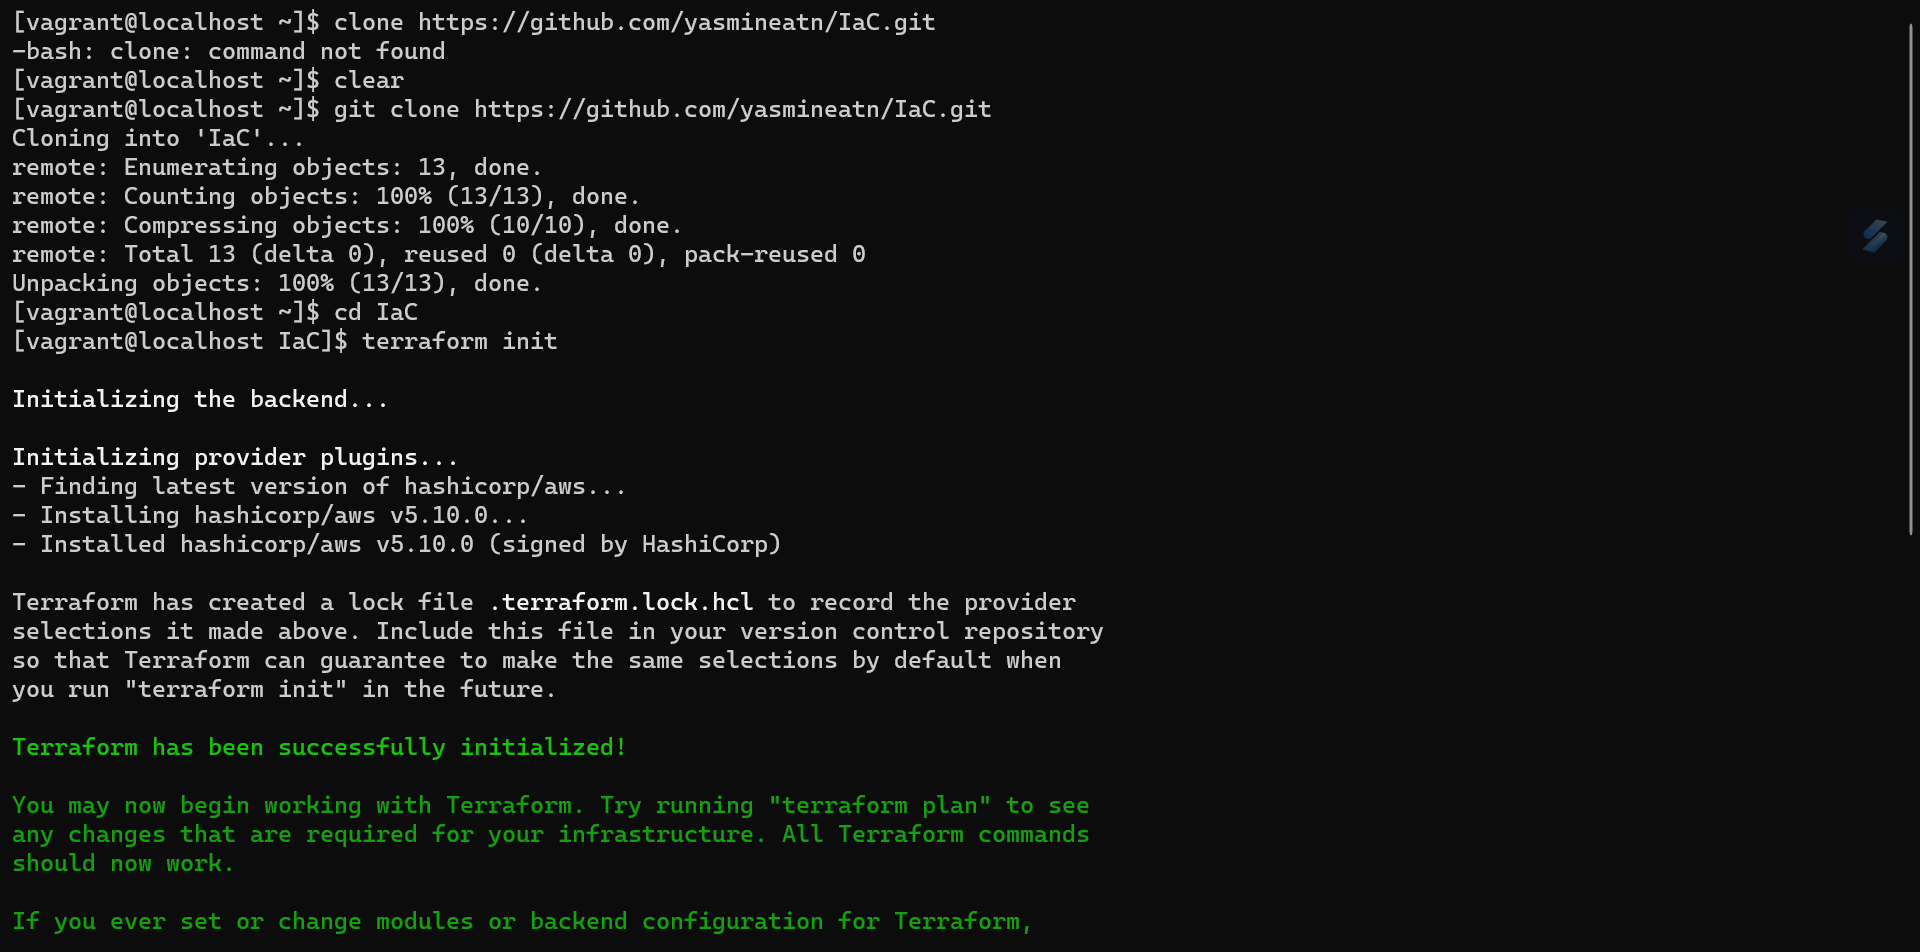 [vagrant@localhost ~]$ clone https://github.com/yasmineatn/IaC.git
-bash: clone: command not found
[vagrant@localhost ~]$ clear
[vagrant@localhost ~]$ git clone https://github.com/yasmineatn/IaC.git
Cloning into 'IaC'...
remote: Enumerating objects: 13, done.
remote: Counting objects: 100% (13/13), done.
remote: Compressing objects: 100% (10/10), done.
remote: Total 13 (delta 0), reused 0 (delta 0), pack-reused 0
Unpacking objects: 100% (13/13), done.
[vagrant@localhost ~]$ cd IaC
[vagrant@localhost IaC]$ terraform init
Initializing the backend...
Initializing provider plugins...
- Finding latest version of hashicorp/aws...
- Installing hashicorp/aws v5.10.0...
- Installed hashicorp/aws v5.10.0 (signed by HashiCorp)
Terraform has created a lock file .terraform.lock.hcl to record the provider
selections it made above. Include this file in your version control repository
so that Terraform can guarantee to make the same selections by default when
you run "terraform init" in the future.
Terraform has been successfully initialized!
You may now begin working with Terraform. Try running "terraform plan" to see
any changes that are required for your infrastructure. All Terraform commands
should now work.
If you ever set or change modules or backend configuration for Terraform,